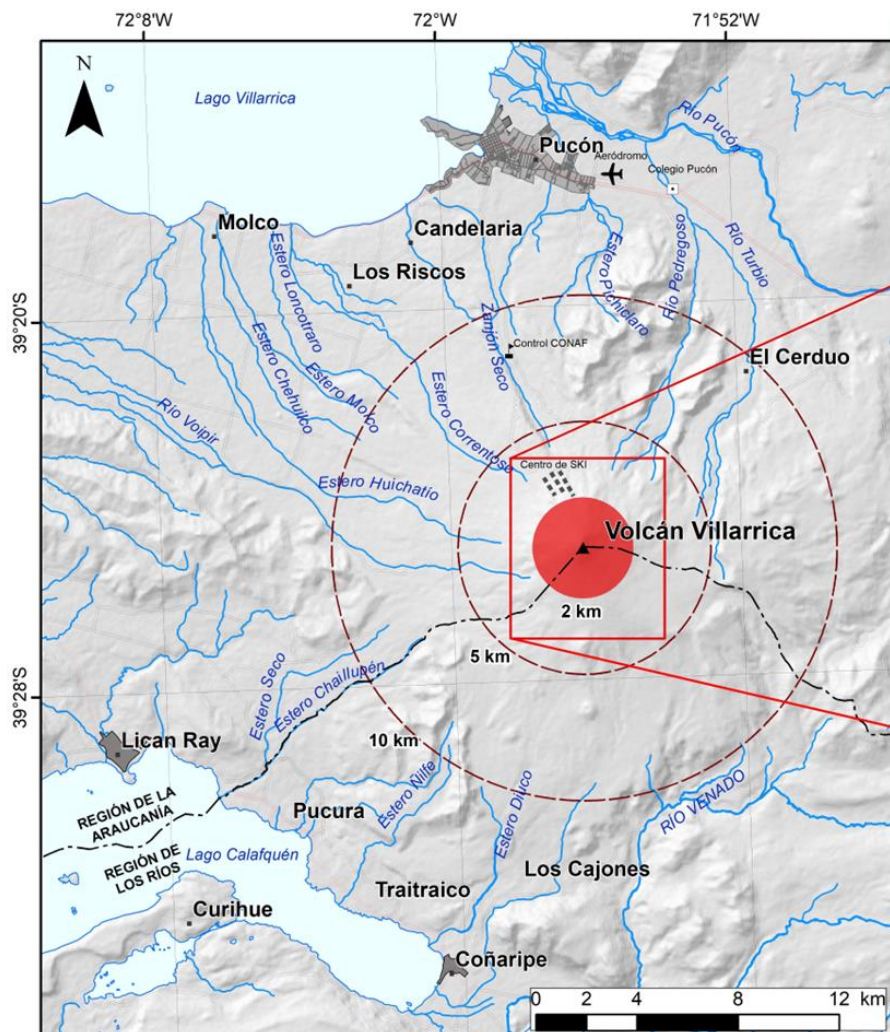 72°8'W
72°W
71°52'W
N
Lago Villarrica
Río Pucón
Pucón
Aeródromo
Colegio Pucón
Molco
Candelaria
Los Riscos
Estero Loncotraro
Estero Pichiclaro
Río Pedregoso
Río Turbio
39°20'S
Zanjón Seco
Control CONAF
El Cerduo
Estero Chehuilco
Estero Molco
Estero Correntoso
Río Voipir
Centro de SKI
Estero Huichatío
Volcán Villarrica
2 km
5 km
39°28'S
Estero Seco
Estero Chaillupén
10 km
Lican Ray
REGIÓN DE LA
ARAUCANÍA
REGIÓN DE
LOS RÍOS
Pucura
Estero Ñilfe
Estero Diuco
RÍO VENADO
Lago Calafquén
Los Cajones
Traitraico
Curihue
Coñaripe
0 2 4 8 12 km